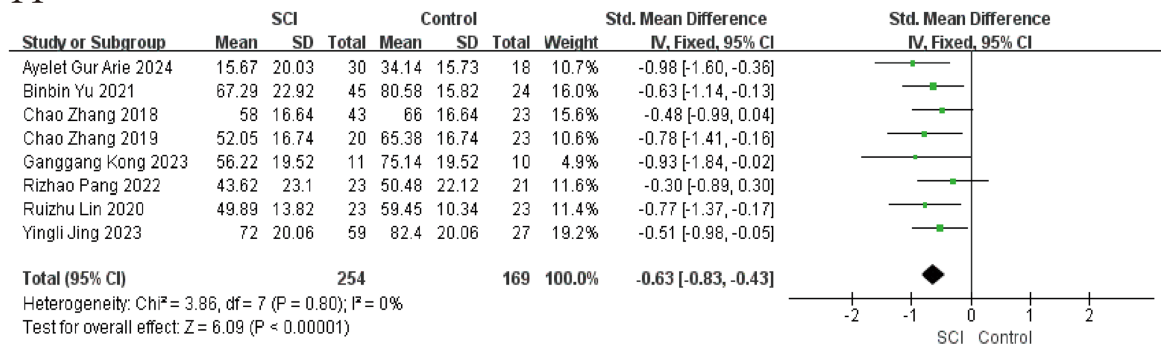 SCI Control Std. Mean Difference Std. Mean Difference
Study or Subgroup Mean SD Total Mean SD Total Weight IV, Fixed, 95% CI IV, Fixed, 95% CI
Ayelet Gur Arie 2024 15.67 20.03 30 34.14 15.73 18 10.7% -0.98 [-1.60, -0.36]
Binbin Yu 2021 67.29 22.92 45 80.58 15.82 24 16.0% -0.63 [-1.14, -0.13]
Chao Zhang 2018 58 16.64 43 66 16.64 23 15.6% -0.48 [-0.99, 0.04]
Chao Zhang 2019 52.05 16.74 20 65.38 16.74 23 10.6% -0.78 [-1.41, -0.16]
Ganggang Kong 2023 56.22 19.52 11 75.14 19.52 10 4.9% -0.93 [-1.84, -0.02]
Rizhao Pang 2022 43.62 23.1 23 50.48 22.12 21 11.6% -0.30 [-0.89, 0.30]
Ruizhu Lin 2020 49.89 13.82 23 59.45 10.34 23 11.4% -0.77 [-1.37, -0.17]
Yingli Jing 2023 72 20.06 59 82.4 20.06 27 19.2% -0.51 [-0.98, -0.05]
Total (95% CI) 254 169 100.0% -0.63 [-0.83, -0.43]
Heterogeneity: Chi² = 3.86, df = 7 (P = 0.80); I² = 0%
Test for overall effect: Z = 6.09 (P < 0.00001)
-2 -1 0 1 2
SCI Control